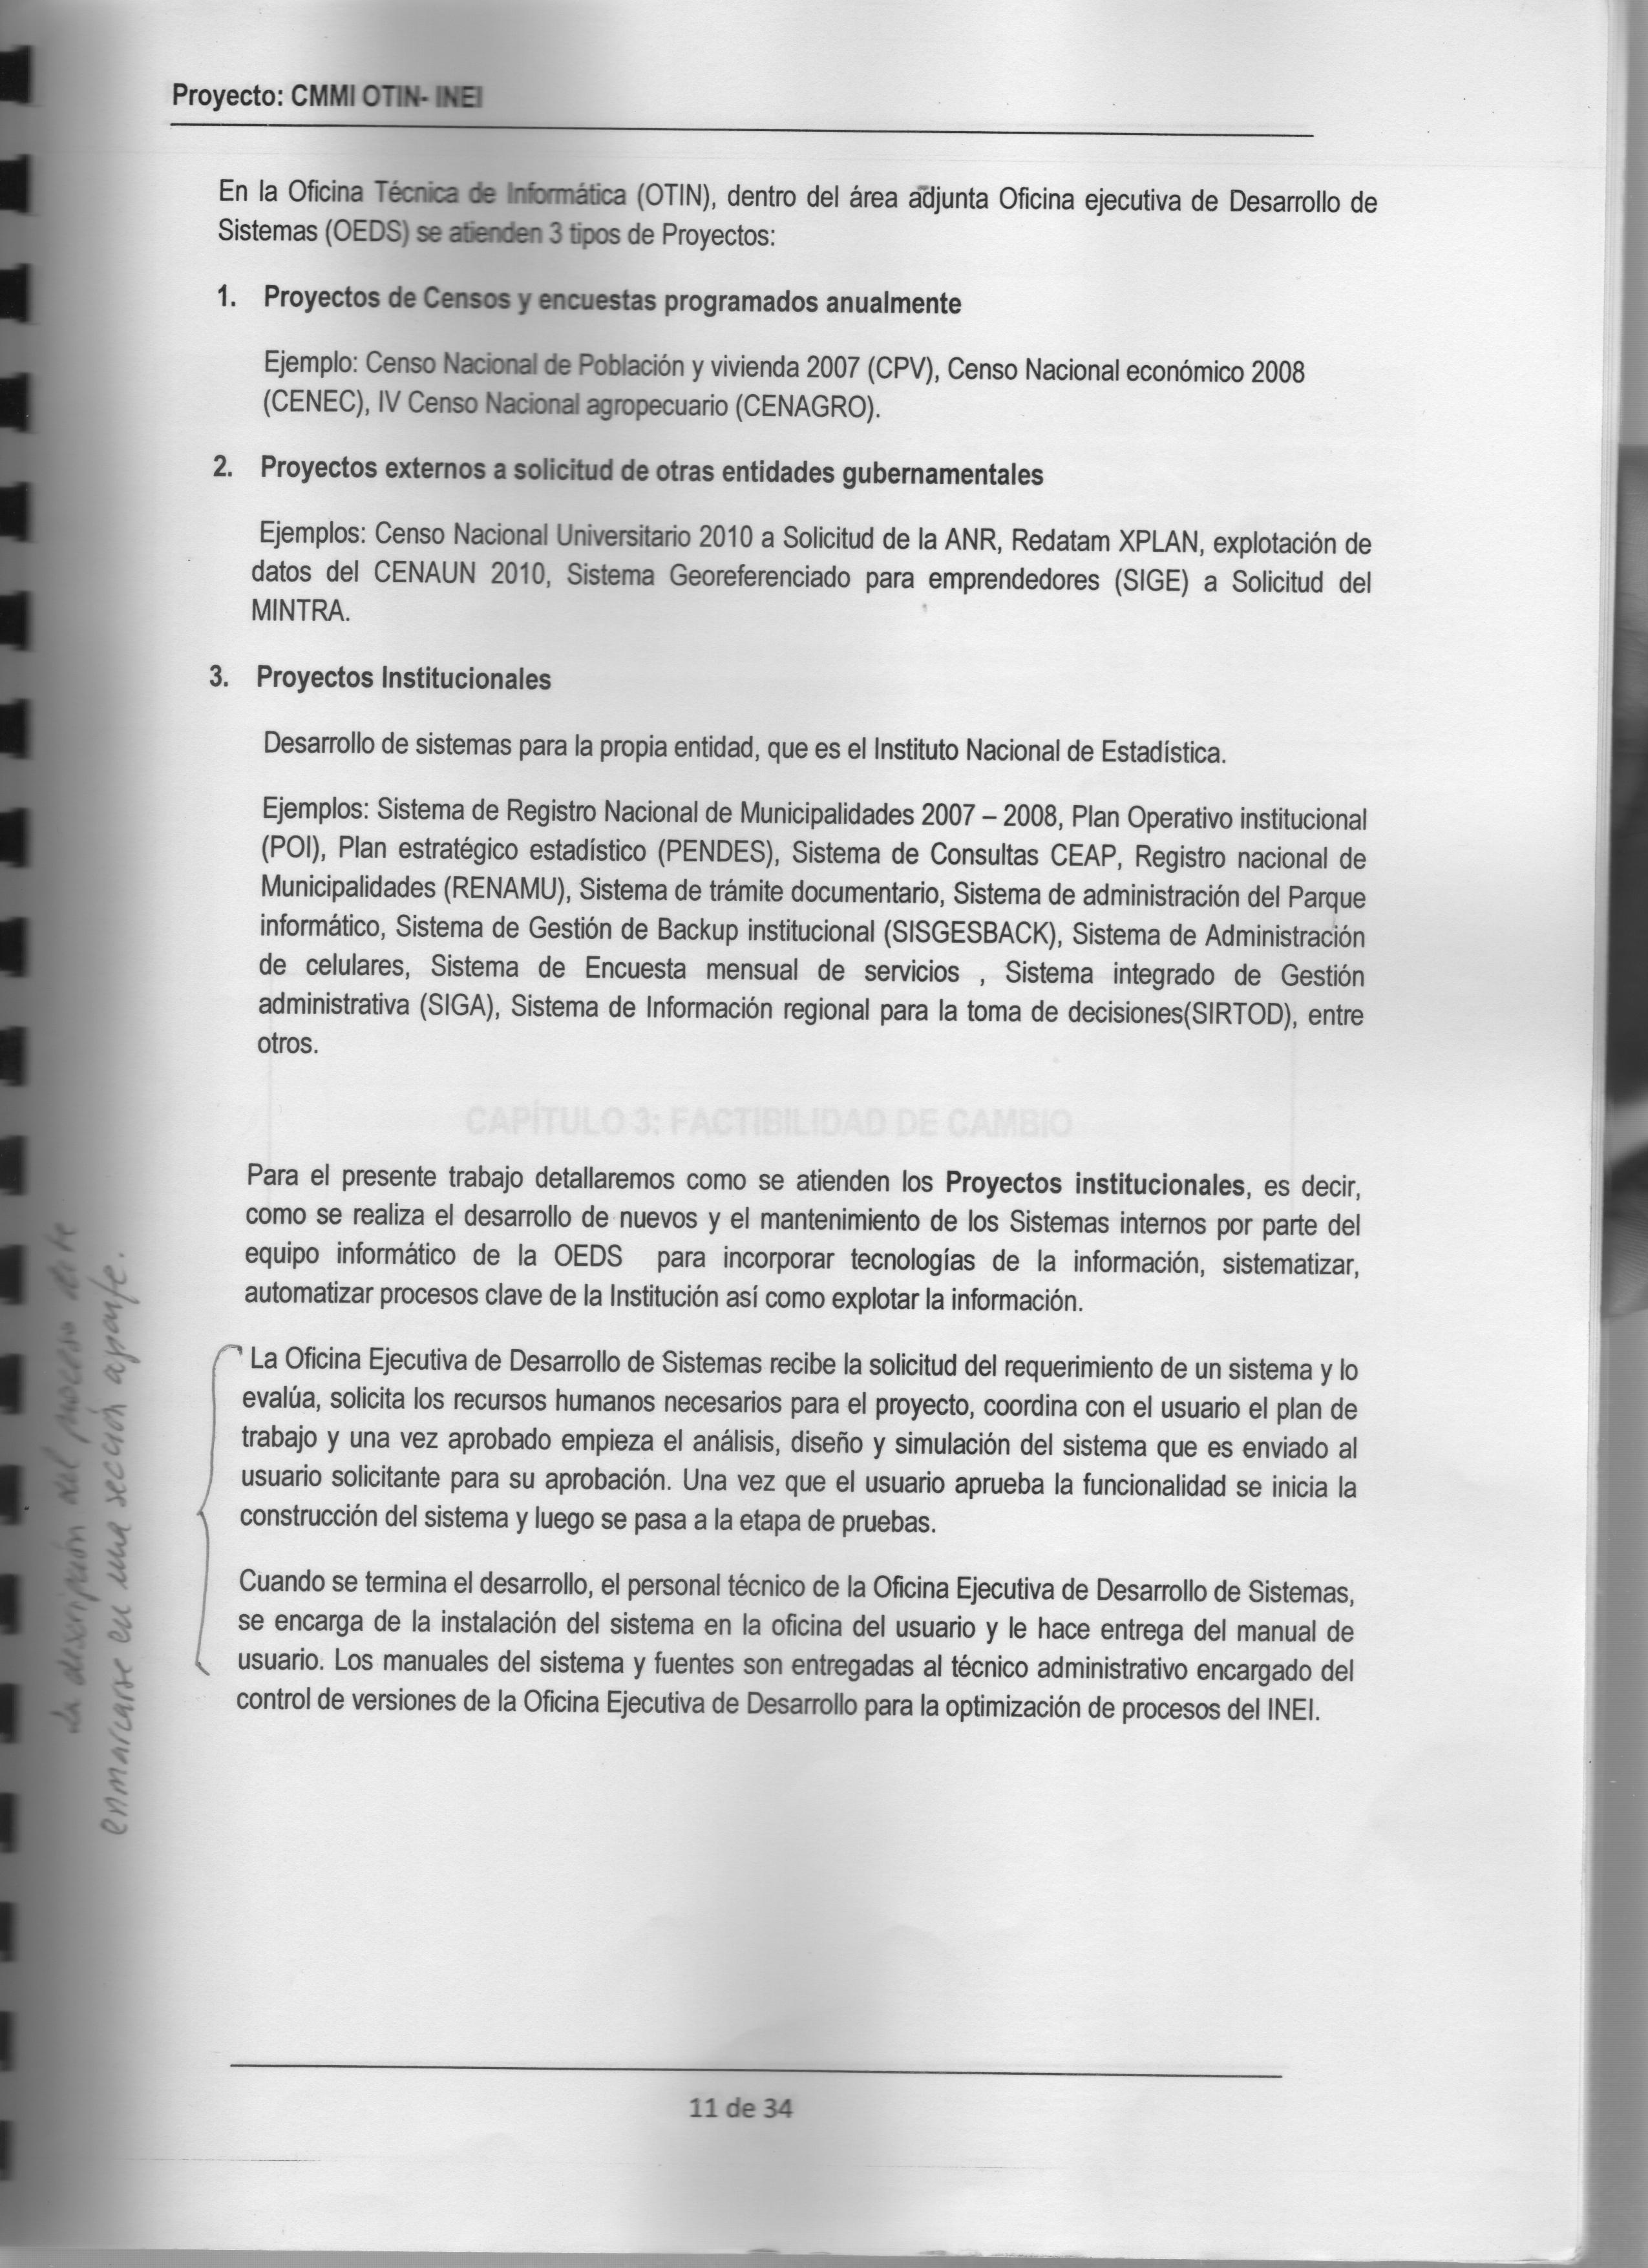 Proyecto: CMMI OTIN- INEI
En la Oficina Técnica de Informática (OTIN), dentro del área adjunta Oficina ejecutiva de Desarrollo de
Sistemas (OEDS) se atienden 3 tipos de Proyectos:
1. Proyectos de Censos y encuestas programados anualmente
Ejemplo: Censo Nacional de Población y vivienda 2007 (CPV), Censo Nacional económico 2008
(CENEC), IV Censo Nacional agropecuario (CENAGRO).
2. Proyectos externos a solicitud de otras entidades gubernamentales
Ejemplos: Censo Nacional Universitario 2010 a Solicitud de la ANR, Redatam XPLAN, explotación de
datos del CENAUN 2010, Sistema Georeferenciado para emprendedores (SIGE) a Solicitud del
MINTRA.
3. Proyectos Institucionales
Desarrollo de sistemas para la propia entidad, que es el Instituto Nacional de Estadística.
Ejemplos: Sistema de Registro Nacional de Municipalidades 2007 – 2008, Plan Operativo institucional
(POI), Plan estratégico estadístico (PENDES), Sistema de Consultas CEAP, Registro nacional de
Municipalidades (RENAMU), Sistema de trámite documentario, Sistema de administración del Parque
informático, Sistema de Gestión de Backup institucional (SISGESBACK), Sistema de Administración
de celulares, Sistema de Encuesta mensual de servicios , Sistema integrado de Gestión
administrativa (SIGA), Sistema de Información regional para la toma de decisiones(SIRTOD), entre
otros.
CAPÍTULO 3: FACTIBILIDAD DE CAMBIO
Para el presente trabajo detallaremos como se atienden los Proyectos institucionales, es decir,
como se realiza el desarrollo de nuevos y el mantenimiento de los Sistemas internos por parte del
equipo informático de la OEDS para incorporar tecnologías de la información, sistematizar,
automatizar procesos clave de la Institución así como explotar la información.
La Oficina Ejecutiva de Desarrollo de Sistemas recibe la solicitud del requerimiento de un sistema y lo
evalúa, solicita los recursos humanos necesarios para el proyecto, coordina con el usuario el plan de
trabajo y una vez aprobado empieza el análisis, diseño y simulación del sistema que es enviado al
usuario solicitante para su aprobación. Una vez que el usuario aprueba la funcionalidad se inicia la
construcción del sistema y luego se pasa a la etapa de pruebas.
Cuando se termina el desarrollo, el personal técnico de la Oficina Ejecutiva de Desarrollo de Sistemas,
se encarga de la instalación del sistema en la oficina del usuario y le hace entrega del manual de
usuario. Los manuales del sistema y fuentes son entregadas al técnico administrativo encargado del
control de versiones de la Oficina Ejecutiva de Desarrollo para la optimización de procesos del INEI.
La descripción del proceso debe
enmarcarse en una sección aparte.
11 de 34